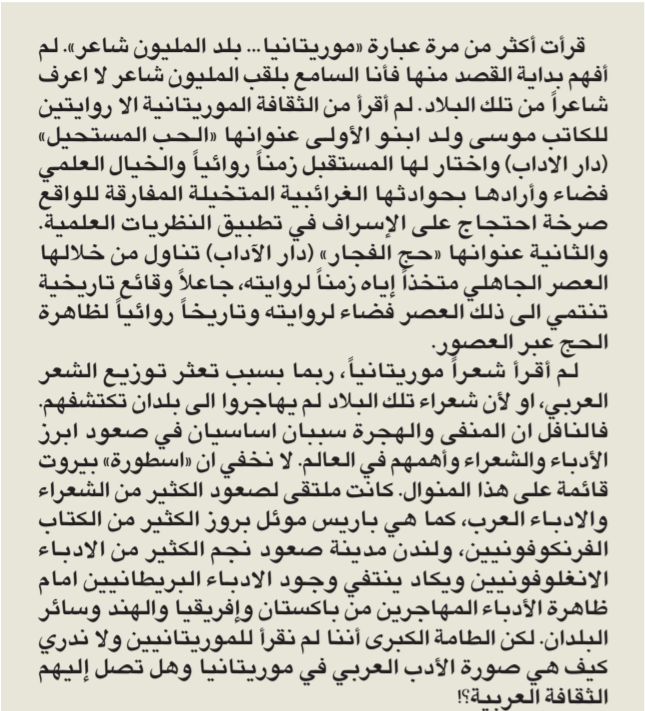 قرأت أكثر من مرة عبارة «موريتانيا... بلد المليون شاعر». لم
أفهم بداية القصد منها فأنا السامع بلقب المليون شاعر لا اعرف
شاعراً من تلك البلاد. لم أقرأ من الثقافة الموريتانية الا روايتين
للكاتب موسى ولد ابنو الأولى عنوانها «الحب المستحيل»
(دار الاداب) واختار لها المستقبل زمناً روائياً والخيال العلمي
فضاء وأرادها بحوادثها الغرائبية المتخيلة المفارقة للواقع
صرخة احتجاج على الإسراف في تطبيق النظريات العلمية.
والثانية عنوانها «حج الفجار» (دار الآداب) تناول من خلالها
العصر الجاهلي متخذاً إياه زمناً لروايته، جاعلاً وقائع تاريخية
تنتمي الى ذلك العصر فضاء لروايته وتاريخاً روائياً لظاهرة
الحج عبر العصور.
لم أقرأ شعراً موريتانياً، ربما بسبب تعثر توزيع الشعر
العربي، او لأن شعراء تلك البلاد لم يهاجروا الى بلدان تكتشفهم.
فالنافل ان المنفى والهجرة سببان اساسيان في صعود ابرز
الأدباء والشعراء وأهمهم في العالم. لا نخفي ان «اسطورة» بيروت
قائمة على هذا المنوال. كانت ملتقى لصعود الكثير من الشعراء
والادباء العرب، كما هي باريس موئل بروز الكثير من الكتاب
الفرنكوفونيين، ولندن مدينة صعود نجم الكثير من الادباء
الانغلوفونيين ويكاد ينتفي وجود الادباء البريطانيين امام
ظاهرة الأدباء المهاجرين من باكستان وإفريقيا والهند وسائر
البلدان. لكن الطامة الكبرى أننا لم نقرأ للموريتانيين ولا ندري
كيف هي صورة الأدب العربي في موريتانيا وهل تصل إليهم
الثقافة العربية؟!